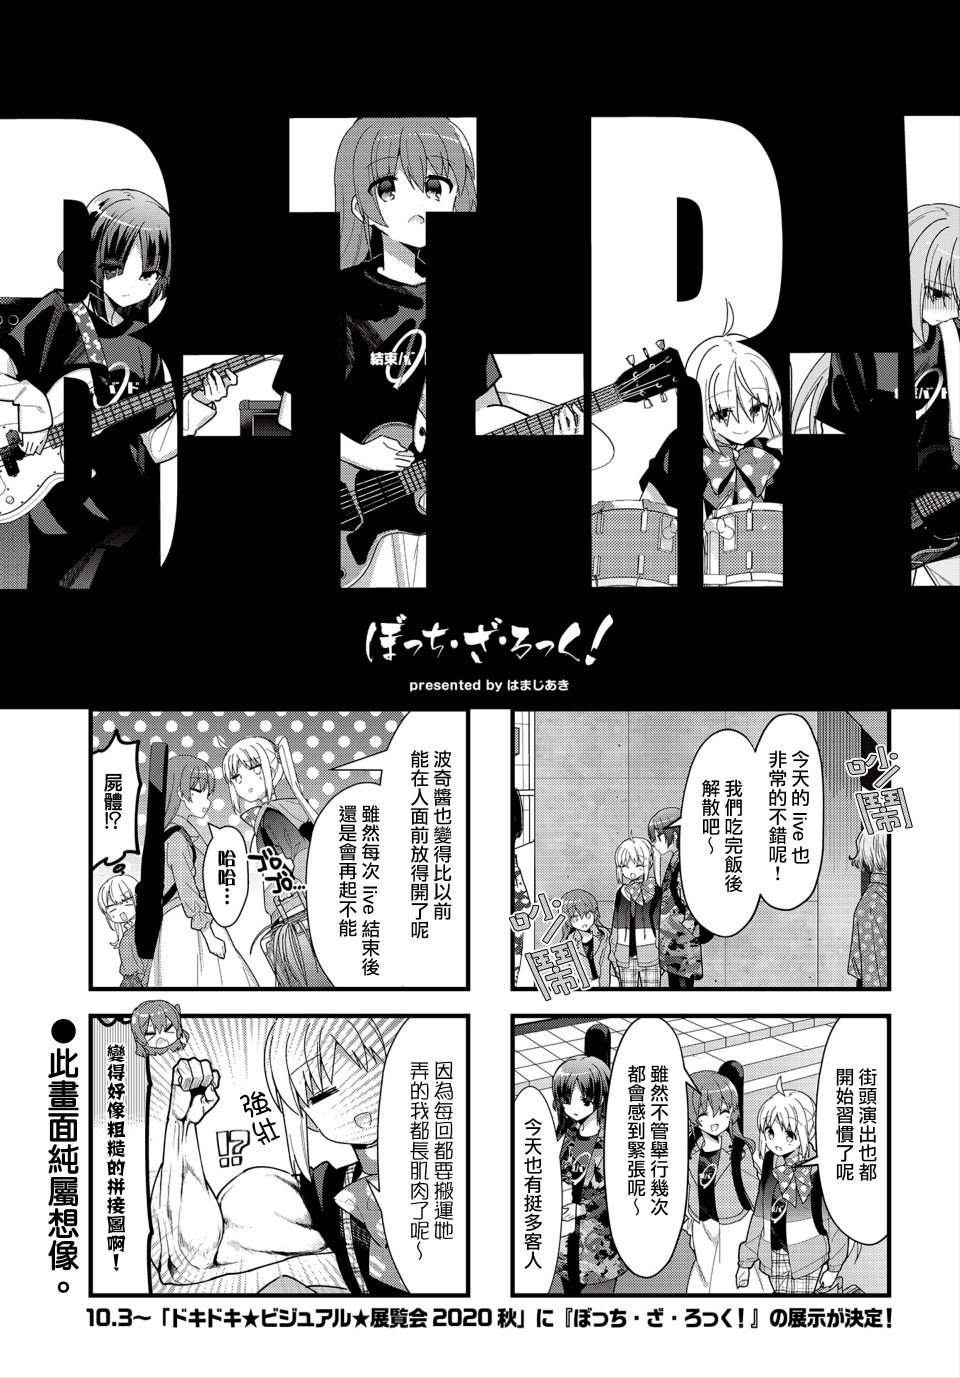 結束バンド
ぼっち・ざ・ろっく!
presented by はまじあき
今天的 live 也
非常的不錯呢!
我們吃完飯後
解散吧~
吵
鬧
吵
鬧
街頭演出也都
開始習慣了呢
雖然不管舉行幾次
都會感到緊張呢~
今天也有挺多客人
波奇醬也變得比以前
能在人面前放得開了呢
雖然每次 live 結束後
還是會再起不能
哈哈…
ゴロ
ゴロ…
屍體!?
因為每回都要搬運她
弄的我都長肌肉了呢~
強壯
!?
變得好像粗糙的拼接圖啊!
●此畫面純屬想像。
10.3~「ドキドキ★ビジュアル★展覧会 2020 秋」に『ぼっち・ざ・ろっく!』の展示が決定!